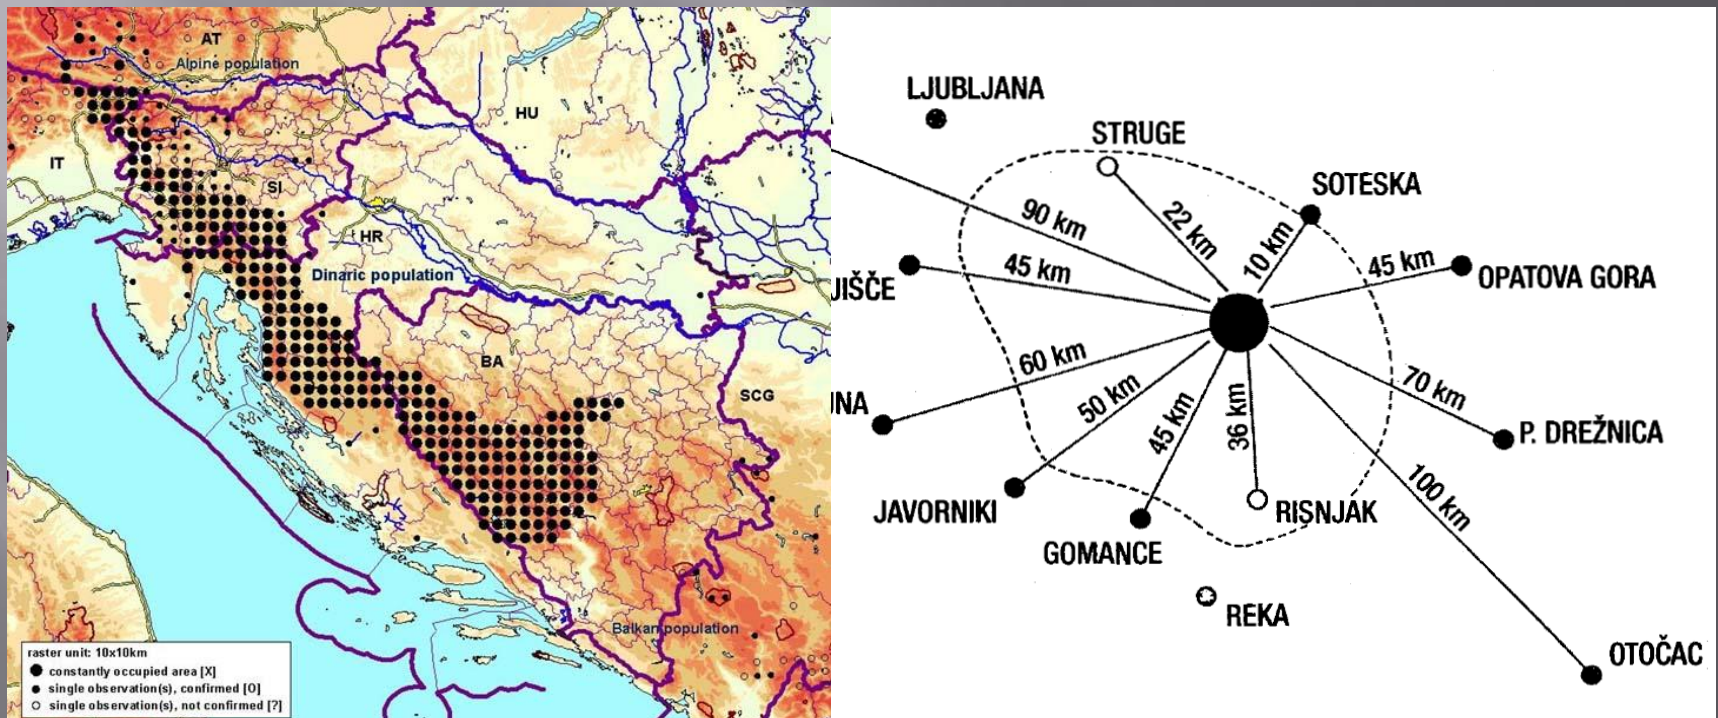 AT
Alpine population
HU
IT
SI
HR
Dinaric population
BA
SCG
Balkan population
raster unit: 10x10km
constantly occupied area [X]
single observation(s), confirmed [O]
single observation(s), not confirmed [?]
LJUBLJANA
STRUGE
SOTESKA
90 km
22 km
10 km
45 km
45 km
JIŠČE
OPATOVA GORA
60 km
70 km
50 km
45 km
36 km
NA
P. DREŽNICA
100 km
JAVORNIKI
RISNJAK
GOMANCE
REKA
OTOČAC